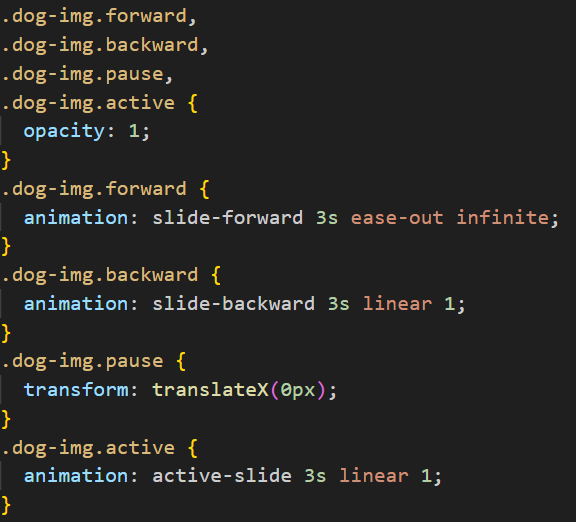 .dog-img.forward,
.dog-img.backward,
.dog-img.pause,
.dog-img.active {
  opacity: 1;
}
.dog-img.forward {
  animation: slide-forward 3s ease-out infinite;
}
.dog-img.backward {
  animation: slide-backward 3s linear 1;
}
.dog-img.pause {
  transform: translateX(0px);
}
.dog-img.active {
  animation: active-slide 3s linear 1;
}